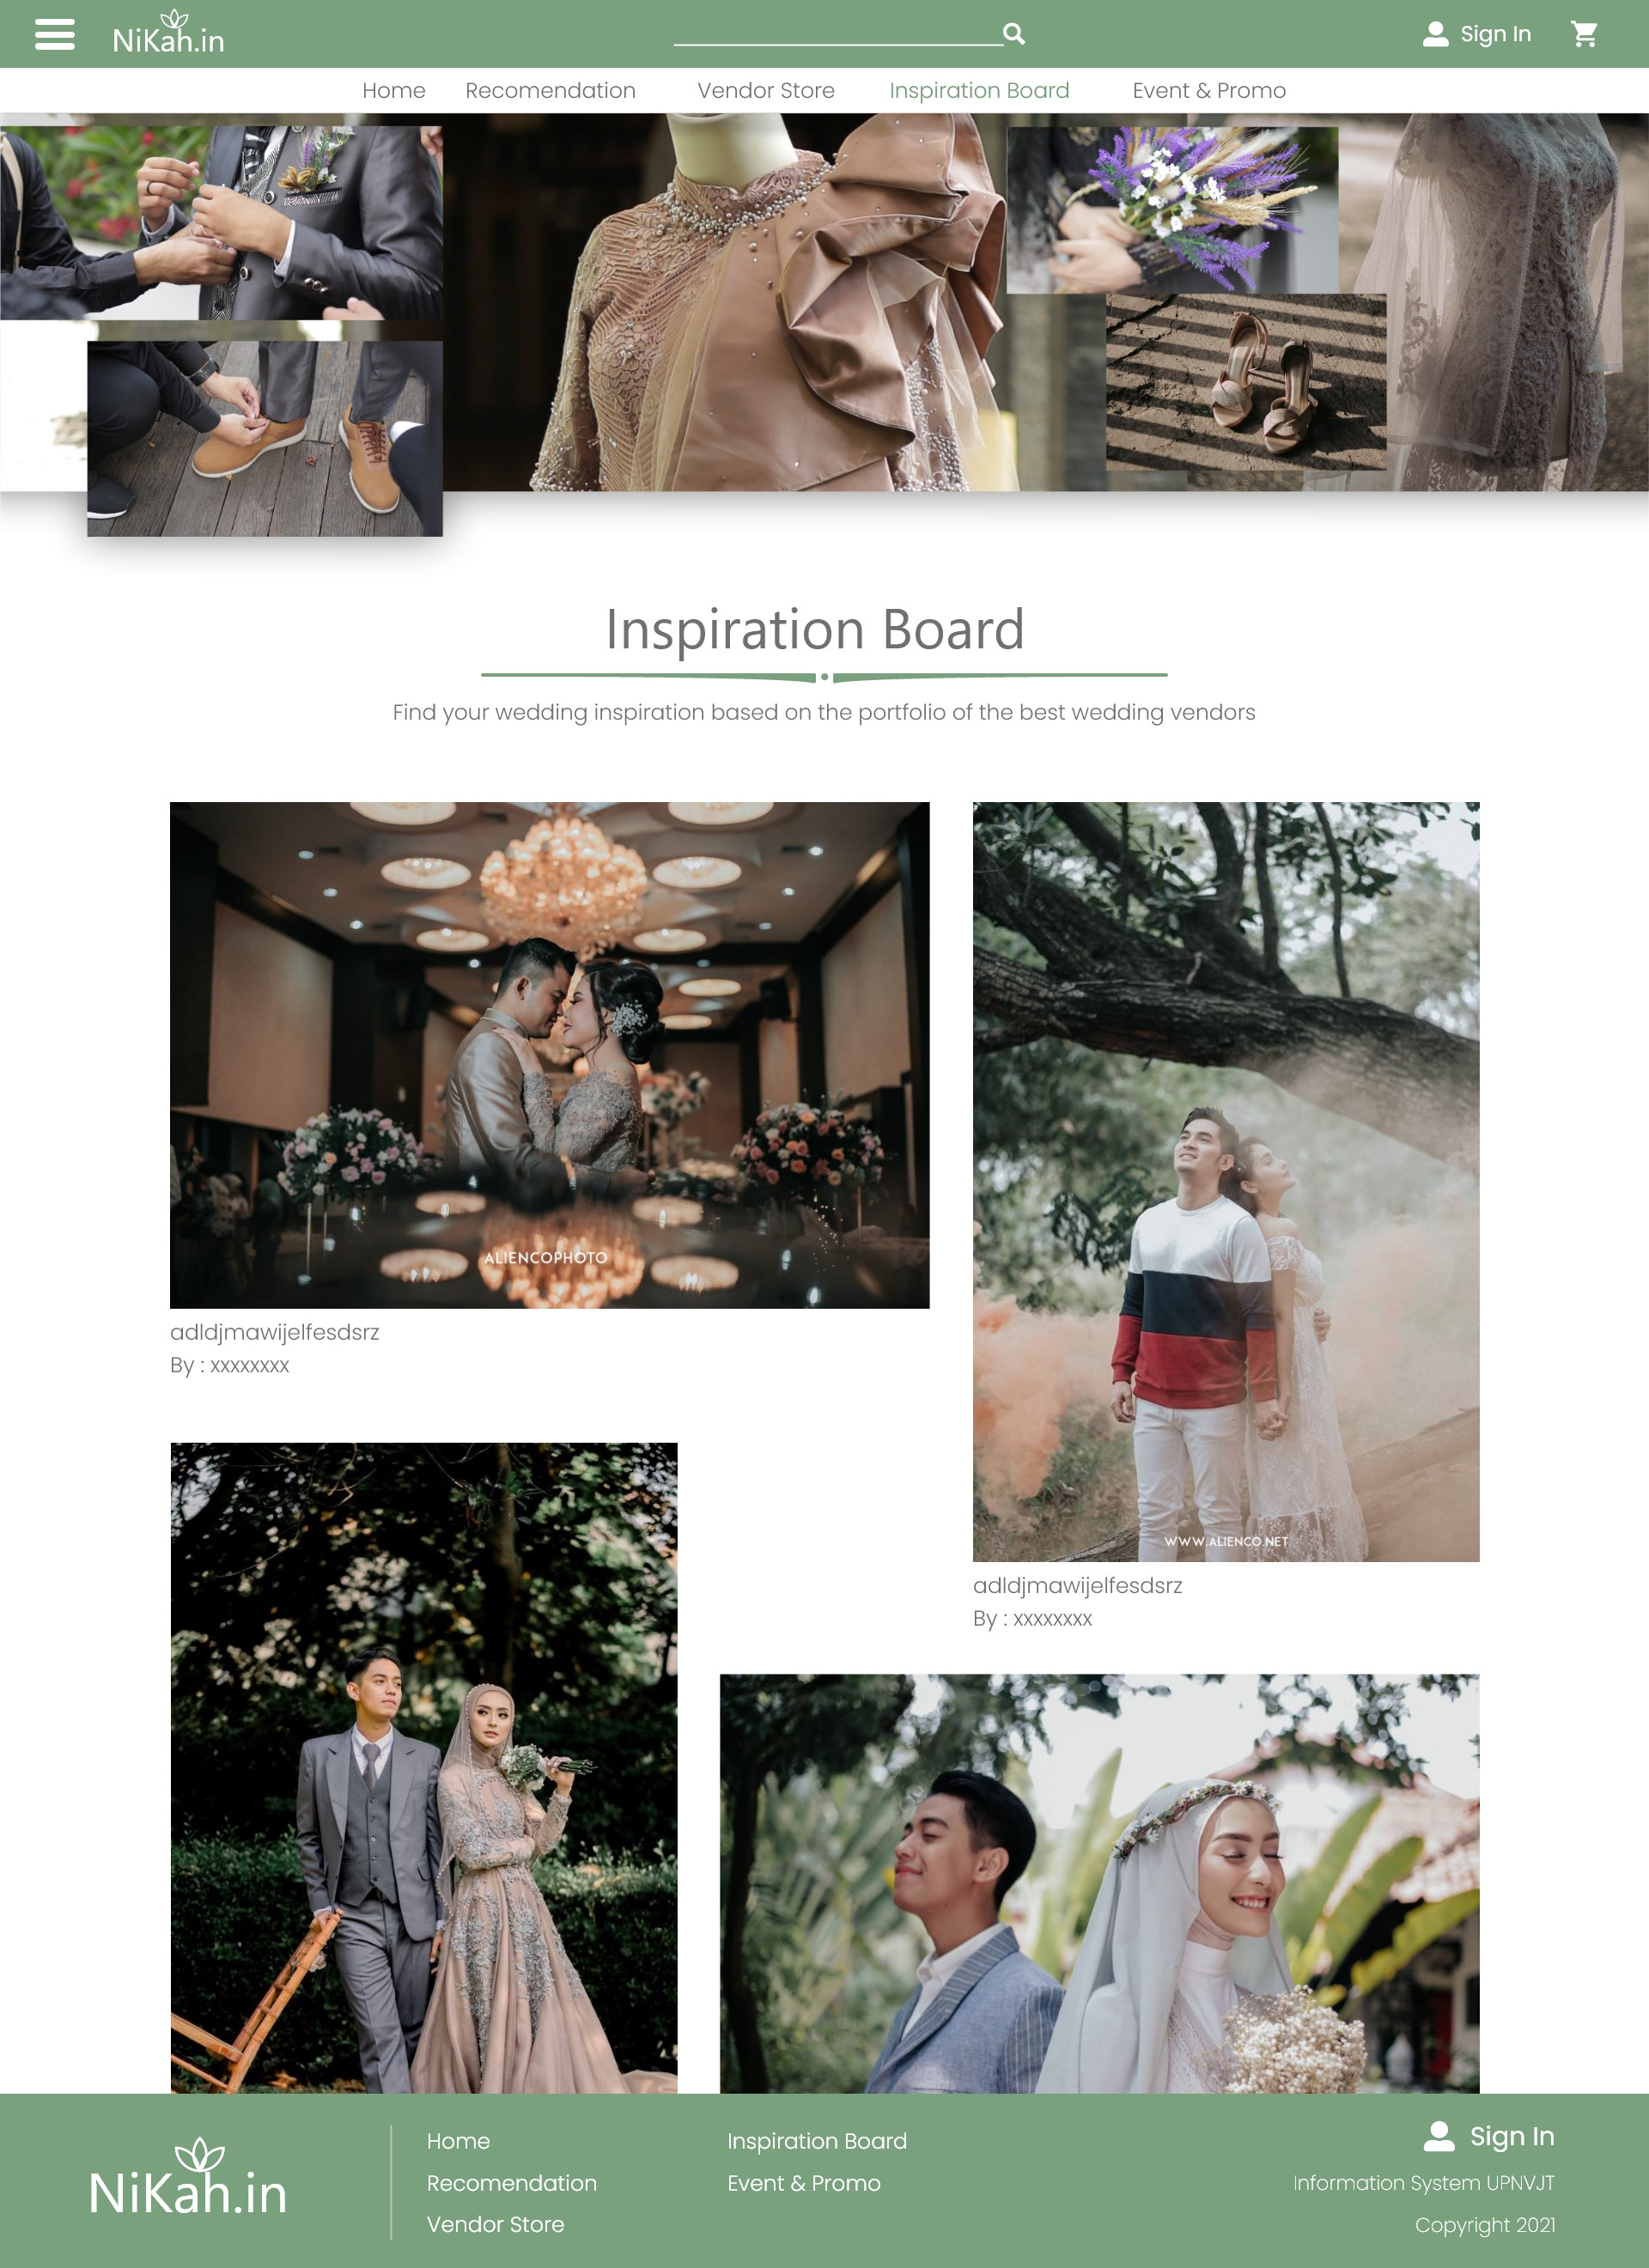 NiKah.in
Sign In
Home Recomendation Vendor Store Inspiration Board Event & Promo
Inspiration Board
Find your wedding inspiration based on the portfolio of the best wedding vendors
ALIENCOPHOTO
adldjmawijelfesdsrz
By : xxxxxxxx
WWW.ALIENCO.NET
adldjmawijelfesdsrz
By : xxxxxxxx
NiKah.in
Home
Recomendation
Vendor Store
Inspiration Board
Event & Promo
Sign In
Information System UPNVJT
Copyright 2021